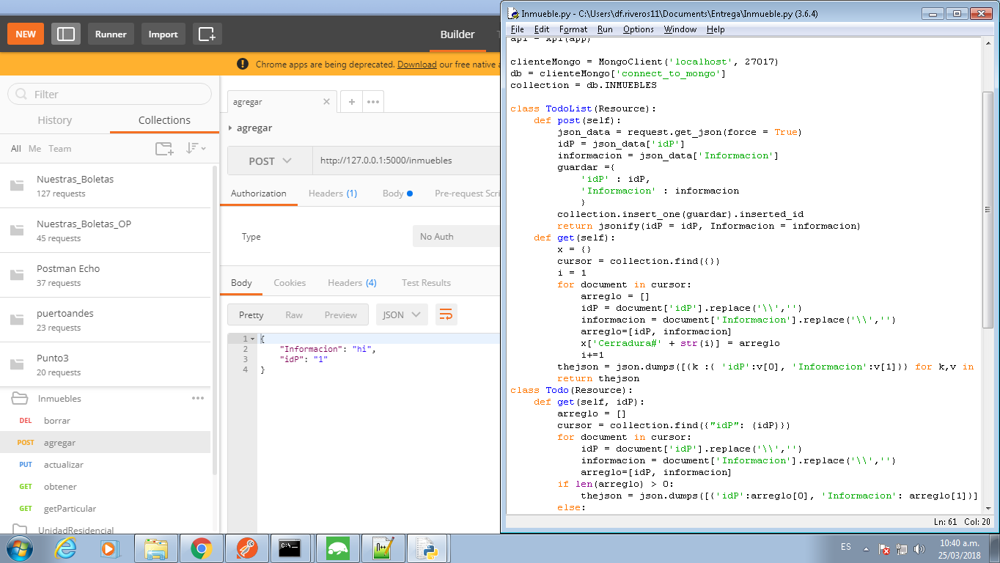 NEW
Runner
Import
Builder
Chrome apps are being deprecated. Download our free native a
Filter
History
Collections
All
Me
Team
Nuestras_Boletas
127 requests
Nuestras_Boletas_OP
45 requests
Postman Echo
37 requests
puertoandes
23 requests
Punto3
20 requests
Inmuebles
DEL borrar
POST agregar
PUT actualizar
GET obtener
GET getParticular
UnidadResidencial
agregar
agregar
POST
http://127.0.0.1:5000/inmuebles
Authorization
Headers (1)
Body
Pre-request Scri
Type
No Auth
Body
Cookies
Headers (4)
Test Results
Pretty
Raw
Preview
JSON
1 {
2 "Informacion": "hi",
3 "idP": "1"
4 }
Inmueble.py - C:\Users\df.riveros11\Documents\Entrega\Inmueble.py (3.6.4)
File Edit Format Run Options Window Help
api = Api(app)
clienteMongo = MongoClient('localhost', 27017)
db = clienteMongo['connect_to_mongo']
collection = db.INMUEBLES
class TodoList(Resource):
def post(self):
json_data = request.get_json(force = True)
idP = json_data['idP']
informacion = json_data['Informacion']
guardar ={
'idP' : idP,
'Informacion' : informacion
}
collection.insert_one(guardar).inserted_id
return jsonify(idP = idP, Informacion = informacion)
def get(self):
x = {}
cursor = collection.find({})
i = 1
for document in cursor:
arreglo = []
idP = document['idP'].replace('\\','')
informacion = document['Informacion'].replace('\\','')
arreglo=[idP, informacion]
x['Cerradura#' + str(i)] = arreglo
i+=1
thejson = json.dumps([{k :{ 'idP':v[0], 'Informacion':v[1]}} for k,v in
return thejson
class Todo(Resource):
def get(self, idP):
arreglo = []
cursor = collection.find({"idP": (idP)})
for document in cursor:
idP = document['idP'].replace('\\','')
informacion = document['Informacion'].replace('\\','')
arreglo=[idP, informacion]
if len(arreglo) > 0:
thejson = json.dumps([{'idP':arreglo[0], 'Informacion': arreglo[1]}]
else:
Ln: 61 Col: 20
ES
10:40 a.m.
25/03/2018